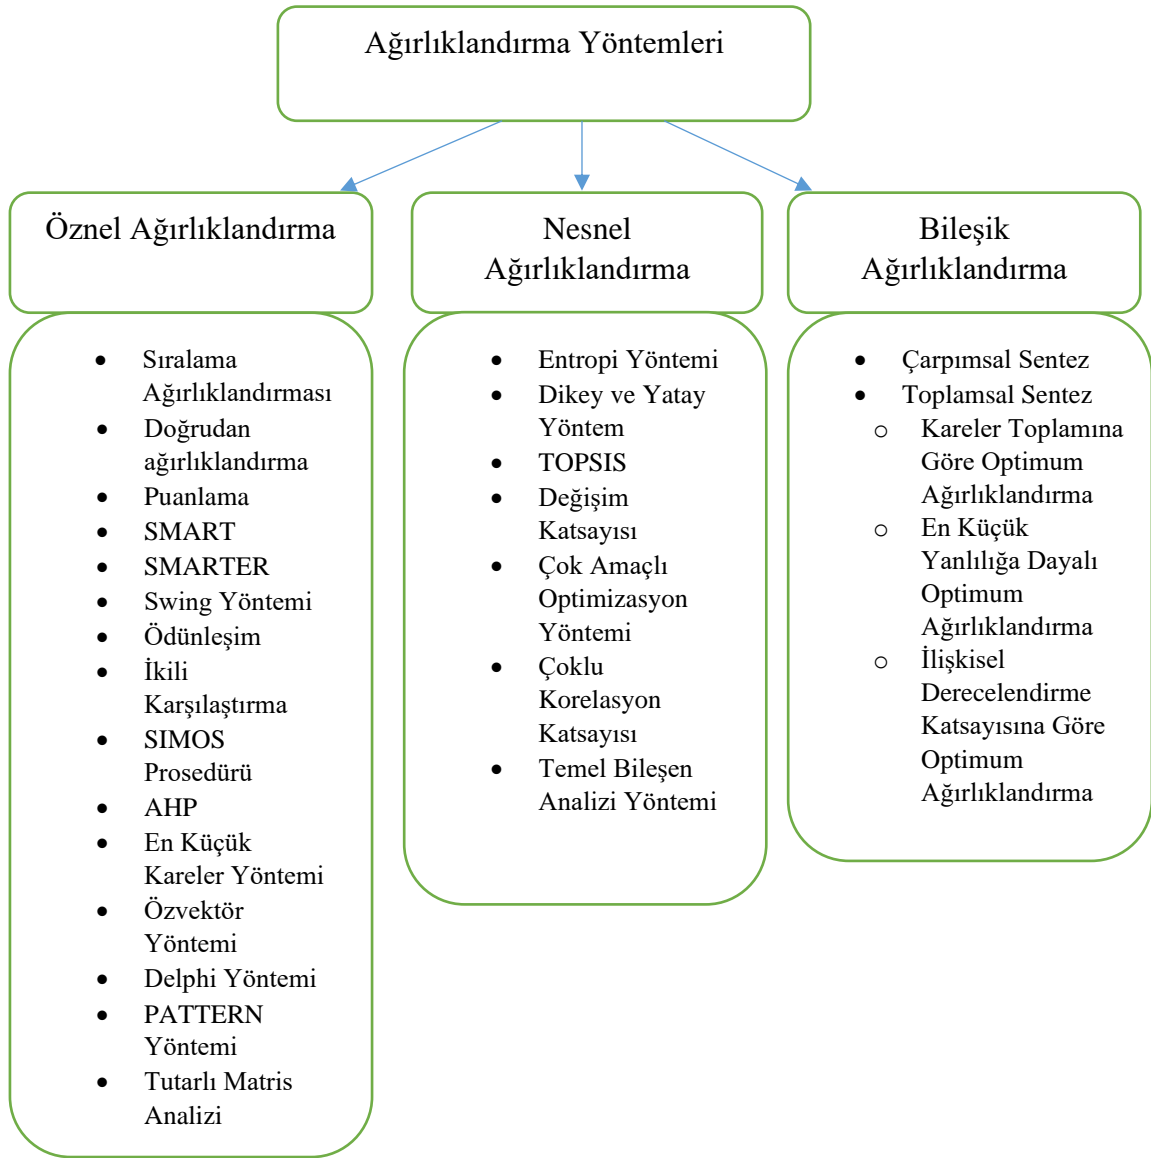 Ağırlıklandırma Yöntemleri
Öznel Ağırlıklandırma
• Sıralama
Ağırlıklandırması
• Doğrudan
ağırlıklandırma
• Puanlama
• SMART
• SMARTER
• Swing Yöntemi
• Ödünleşim
• İkili
Karşılaştırma
• SIMOS
Prosedürü
• AHP
• En Küçük
Kareler Yöntemi
• Özvektör
Yöntemi
• Delphi Yöntemi
• PATTERN
Yöntemi
• Tutarlı Matris
Analizi
Nesnel
Ağırlıklandırma
• Entropi Yöntemi
• Dikey ve Yatay
Yöntem
• TOPSIS
• Değişim
Katsayısı
• Çok Amaçlı
Optimizasyon
Yöntemi
• Çoklu
Korelasyon
Katsayısı
• Temel Bileşen
Analizi Yöntemi
Bileşik
Ağırlıklandırma
• Çarpımsal Sentez
• Toplamsal Sentez
o Kareler Toplamına
Göre Optimum
Ağırlıklandırma
o En Küçük
Yanlılığa Dayalı
Optimum
Ağırlıklandırma
o İlişkisel
Derecelendirme
Katsayısına Göre
Optimum
Ağırlıklandırma